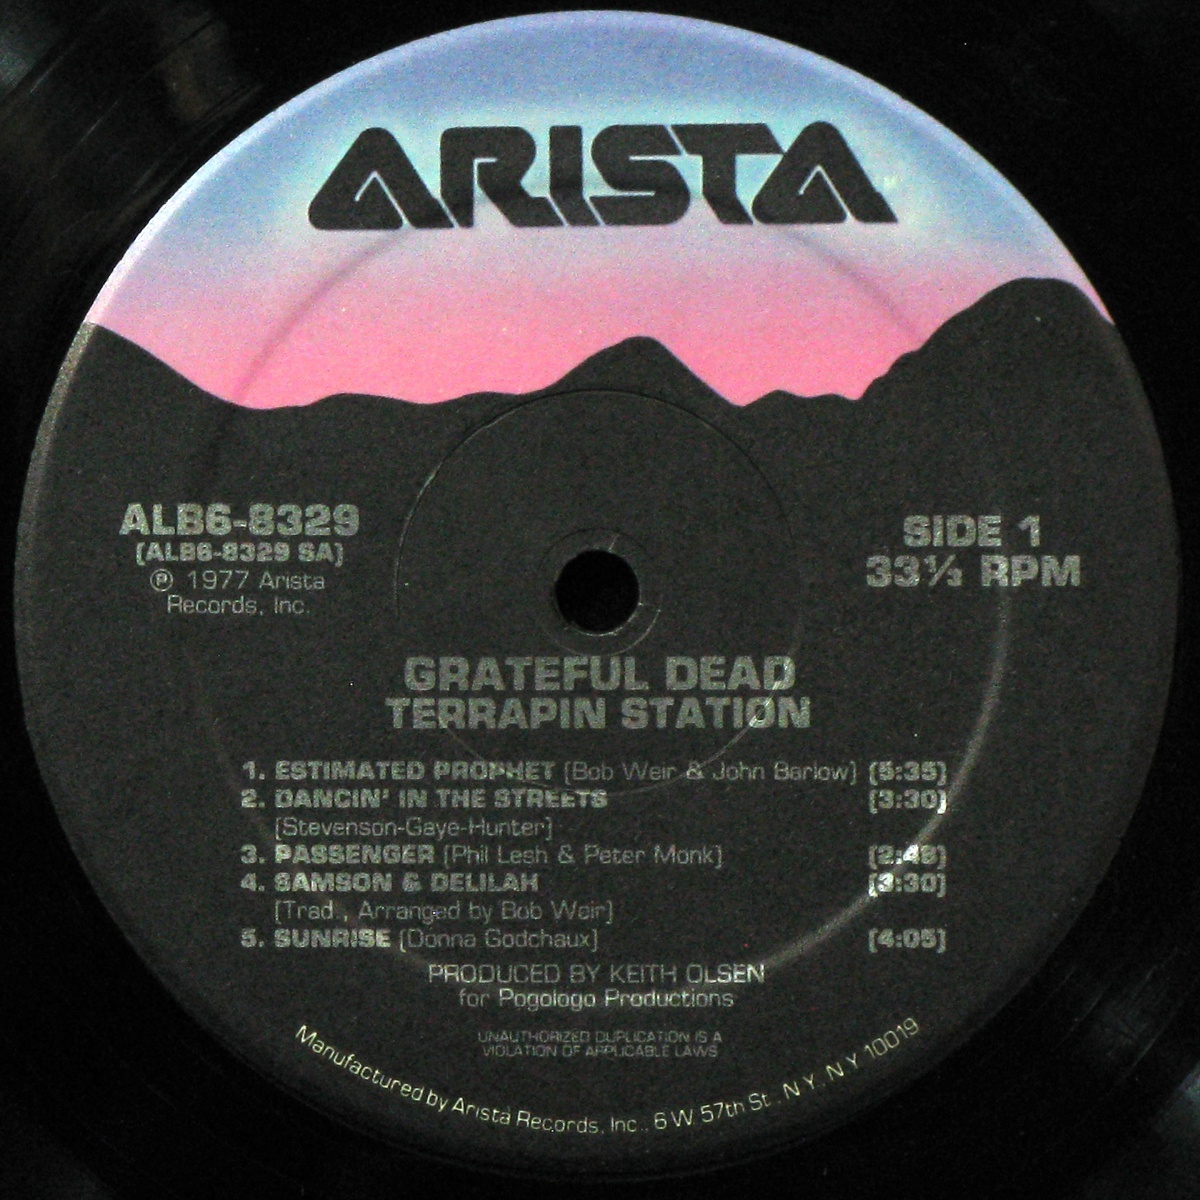 ARISTA
ALB6-8329
(ALB6-8329 SA)
Ⓟ 1977 Arista
Records, Inc.
SIDE 1
33⅓ RPM
GRATEFUL DEAD
TERRAPIN STATION
1. ESTIMATED PROPHET (Bob Weir & John Barlow) (5:35)
2. DANCIN' IN THE STREETS (3:30)
(Stevenson-Gaye-Hunter)
3. PASSENGER (Phil Lesh & Peter Monk) (2:48)
4. SAMSON & DELILAH (3:30)
(Trad., Arranged by Bob Weir)
5. SUNRISE (Donna Godchaux) (4:05)
PRODUCED BY KEITH OLSEN
for Pogologo Productions
UNAUTHORIZED DUPLICATION IS A
VIOLATION OF APPLICABLE LAWS
Manufactured by Arista Records, Inc., 6 W. 57th St., N.Y. N.Y. 10019